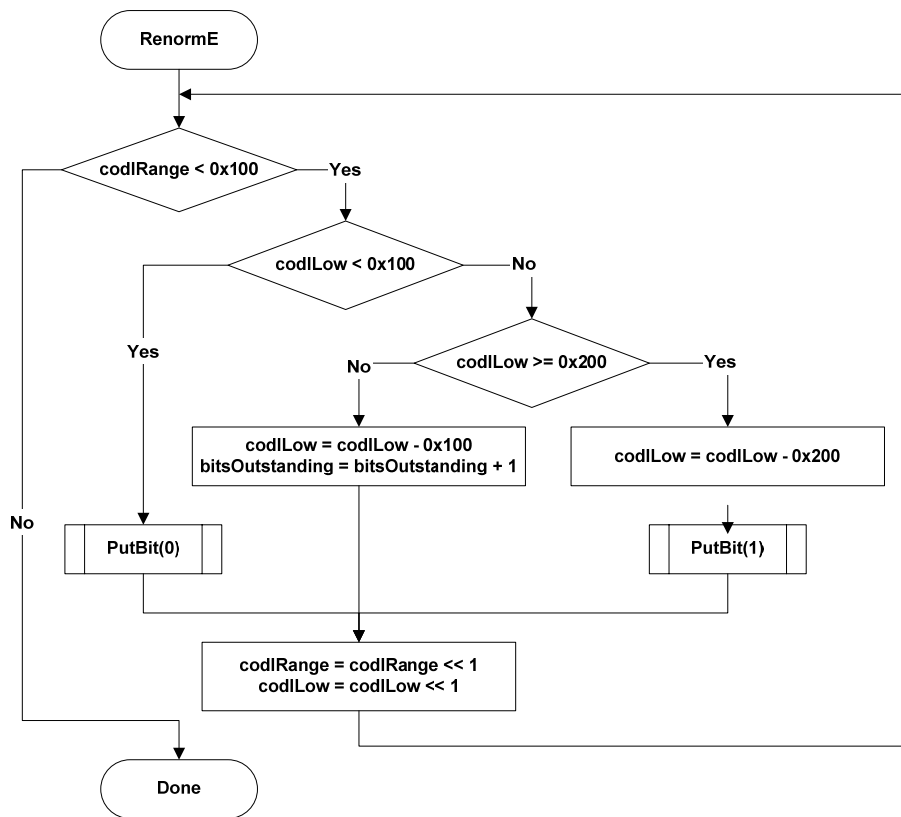 RenormE
codIRange < 0x100
Yes
codILow < 0x100
No
Yes
codILow >= 0x200
No
Yes
codILow = codILow - 0x100
bitsOutstanding = bitsOutstanding + 1
codILow = codILow - 0x200
No
PutBit(0)
PutBit(1)
codIRange = codIRange << 1
codILow = codILow << 1
Done